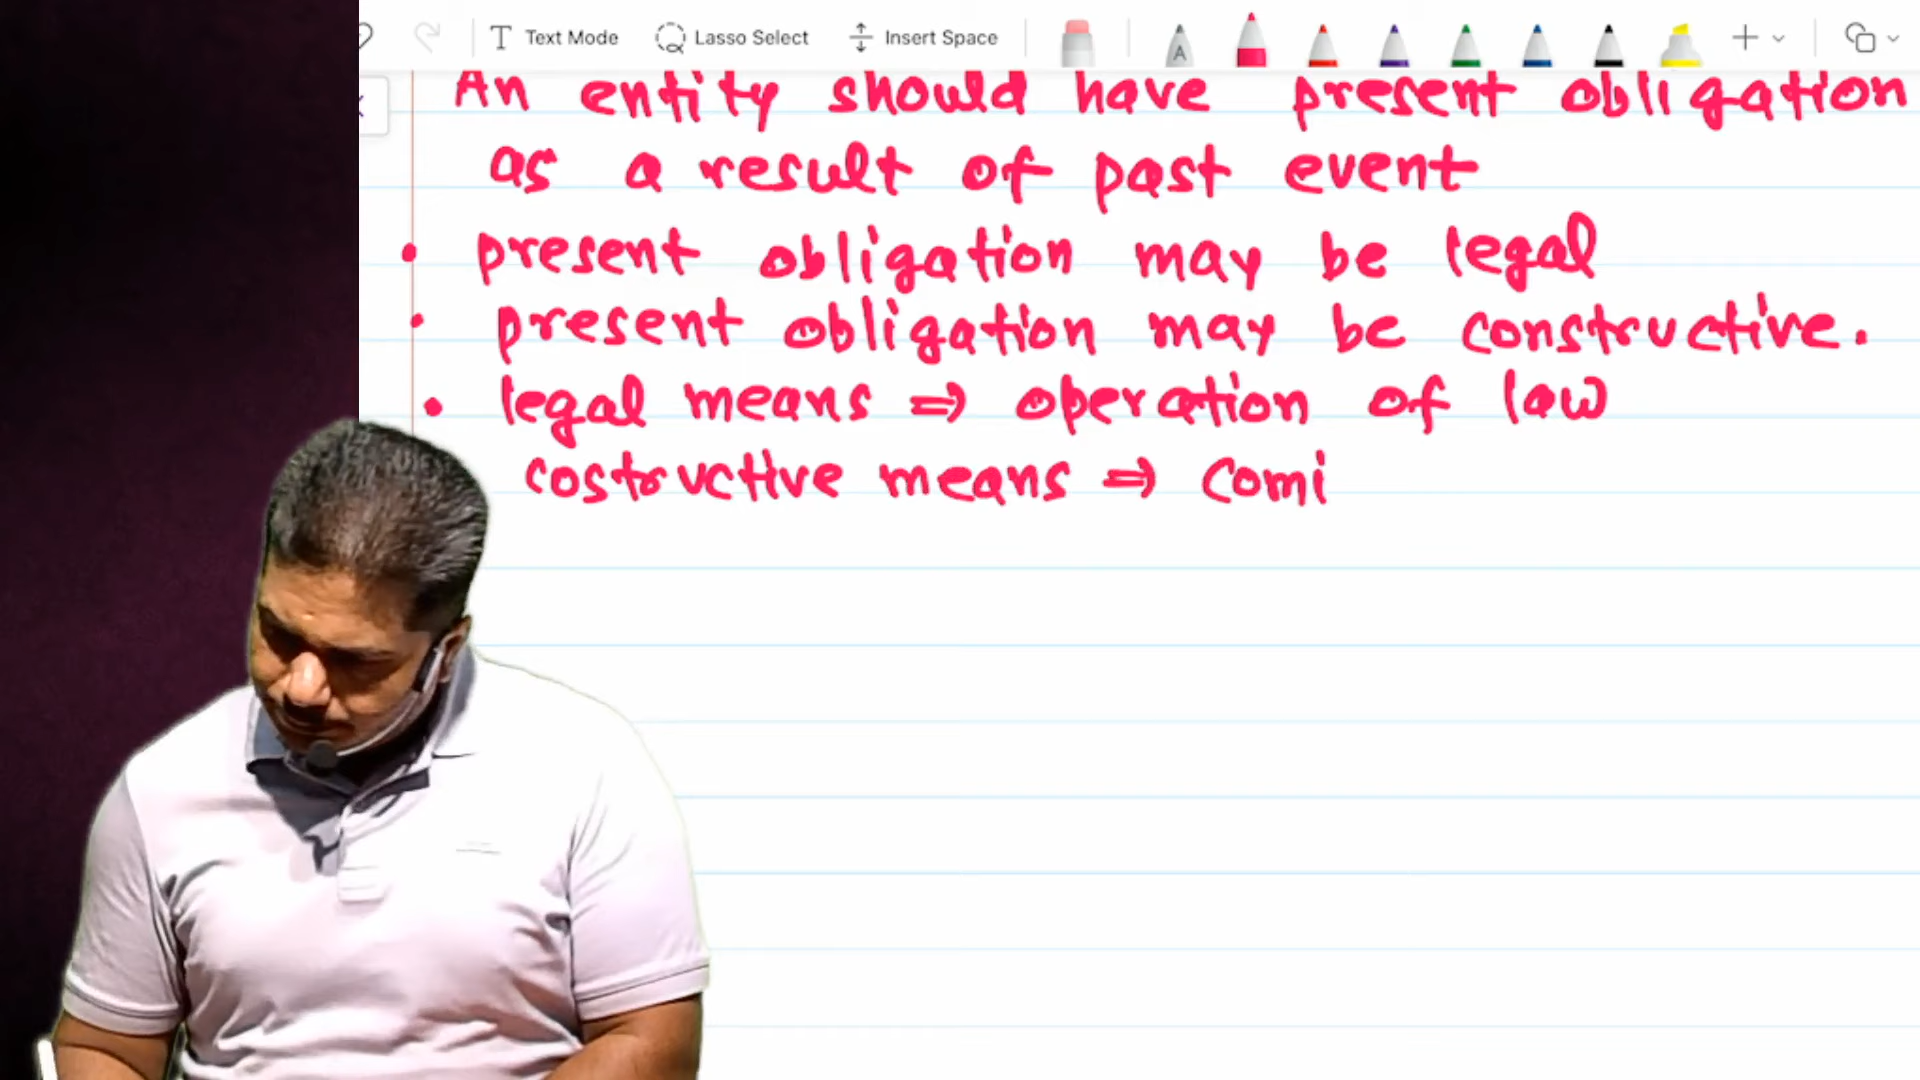 Text Mode Lasso Select Insert Space
A
An entity should have present obligation
as a result of past event
• present obligation may be legal
• present obligation may be constructive.
• legal means ⇒ operation of law
costructive means ⇒ comi